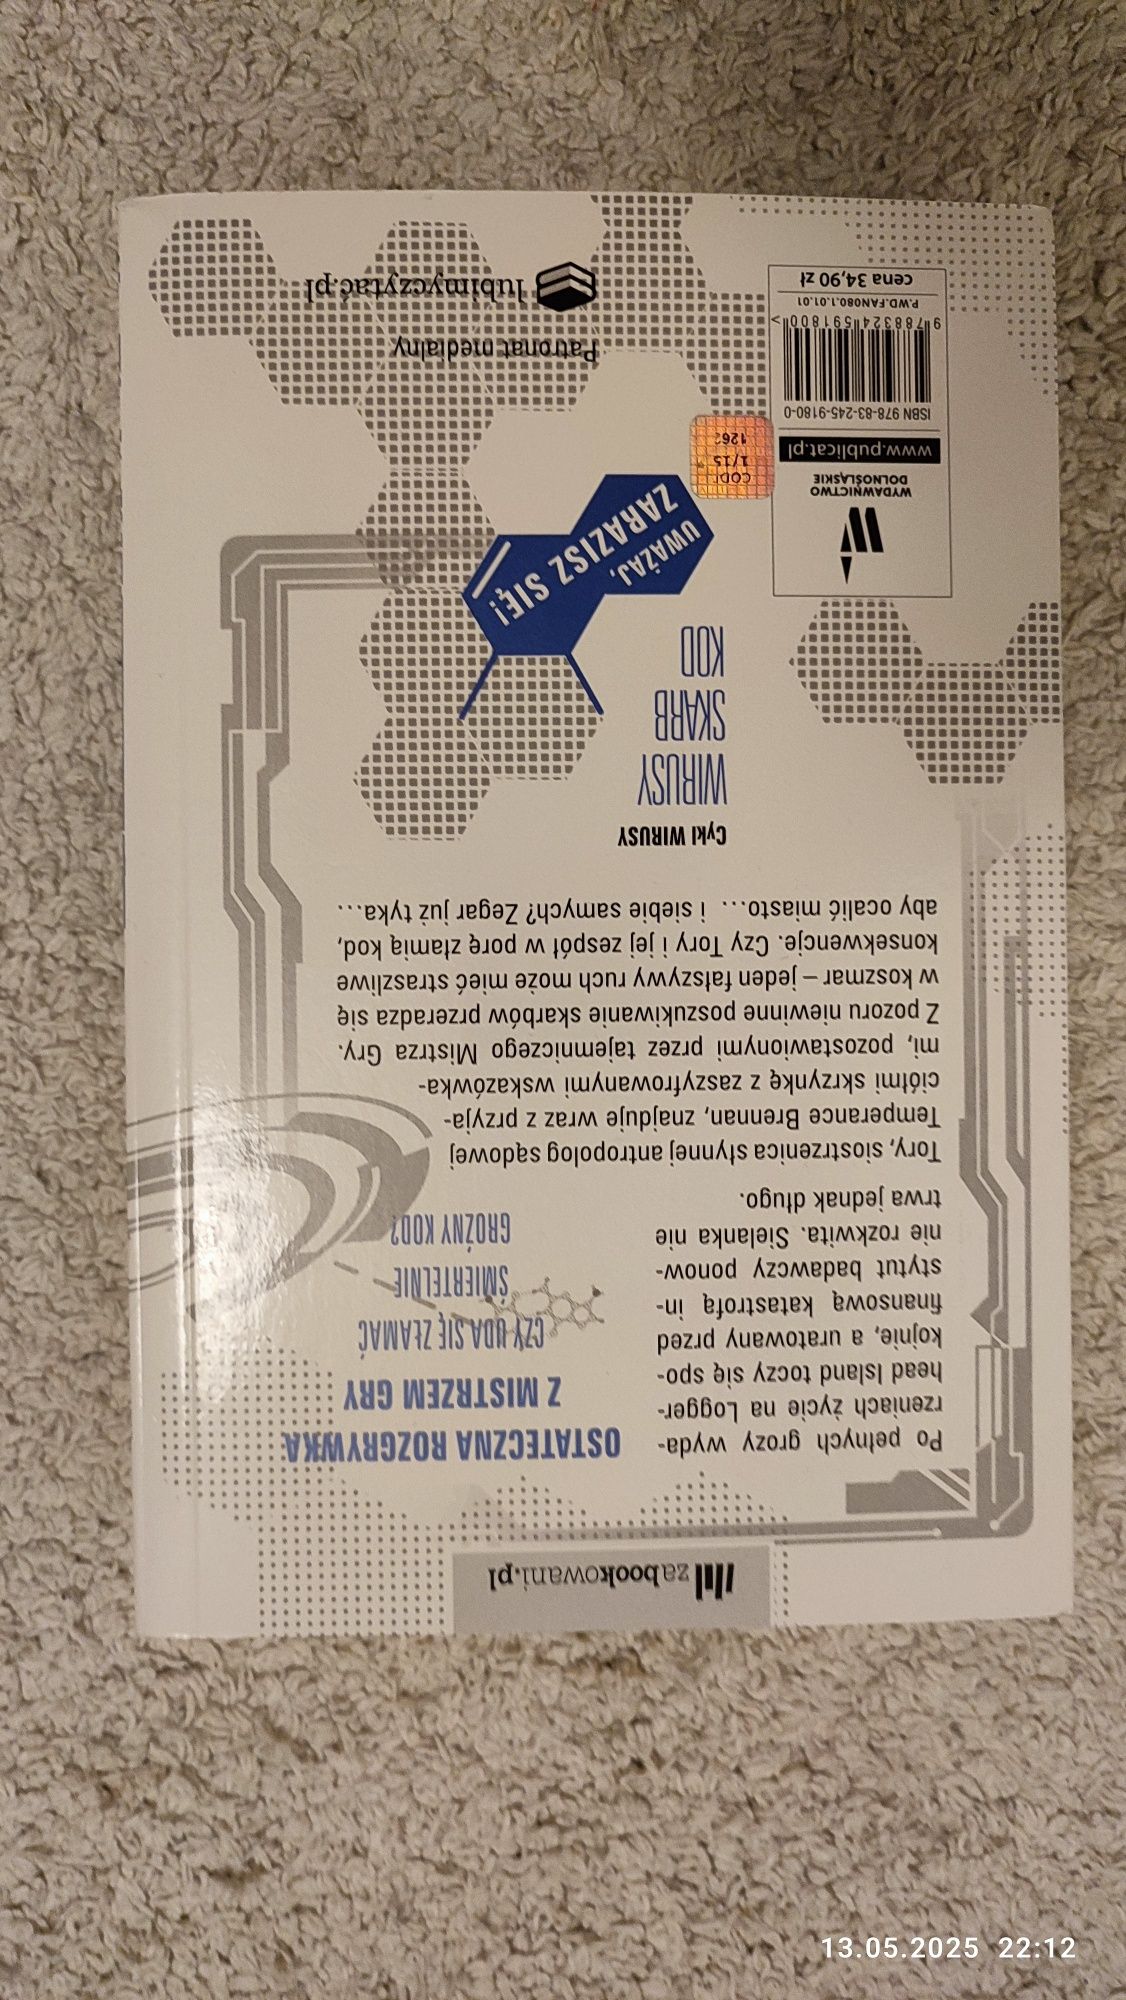 zabookowani.pl
OSTATECZNA ROZGRYWKA
Z MISTRZEM GRY
CZY UDA SIĘ ZŁAMAĆ
ŚMIERTELNIE
GROŹNY KOD?
Po pełnych grozy wyda-
rzeniach życie na Logger-
head Island toczy się spo-
kojnie, a uratowany przed
finansową katastrofą in-
stytut badawczy ponow-
nie rozkwita. Sielanka nie
trwa jednak długo.
Tory, siostrzenica słynnej antropolog sądowej
Temperance Brennan, znajduje wraz z przyja-
ciółmi skrzynkę z zaszyfrowanymi wskazówka-
mi, pozostawionymi przez tajemniczego Mistrza Gry.
Z pozoru niewinne poszukiwanie skarbów przeradza się
w koszmar – jeden fałszywy ruch może mieć straszliwe
konsekwencje. Czy Tory i jej zespół w porę złamią kod,
aby ocalić miasto... i siebie samych? Zegar już tyka...
Cykl WIRUSY
WIRUSY
SKARB
KOD
UWAŻAJ,
ZARAZISZ SIĘ!
WYDAWNICTWO
DOLNOŚLĄSKIE
www.publicat.pl
ISBN 978-83-245-9180-0
9 788324 591800 >
P.WD.FAN080.1.01.01
cena 34,90 zł
1/15
Patronat medialny
lubimyczytać.pl
13.05.2025 22:12